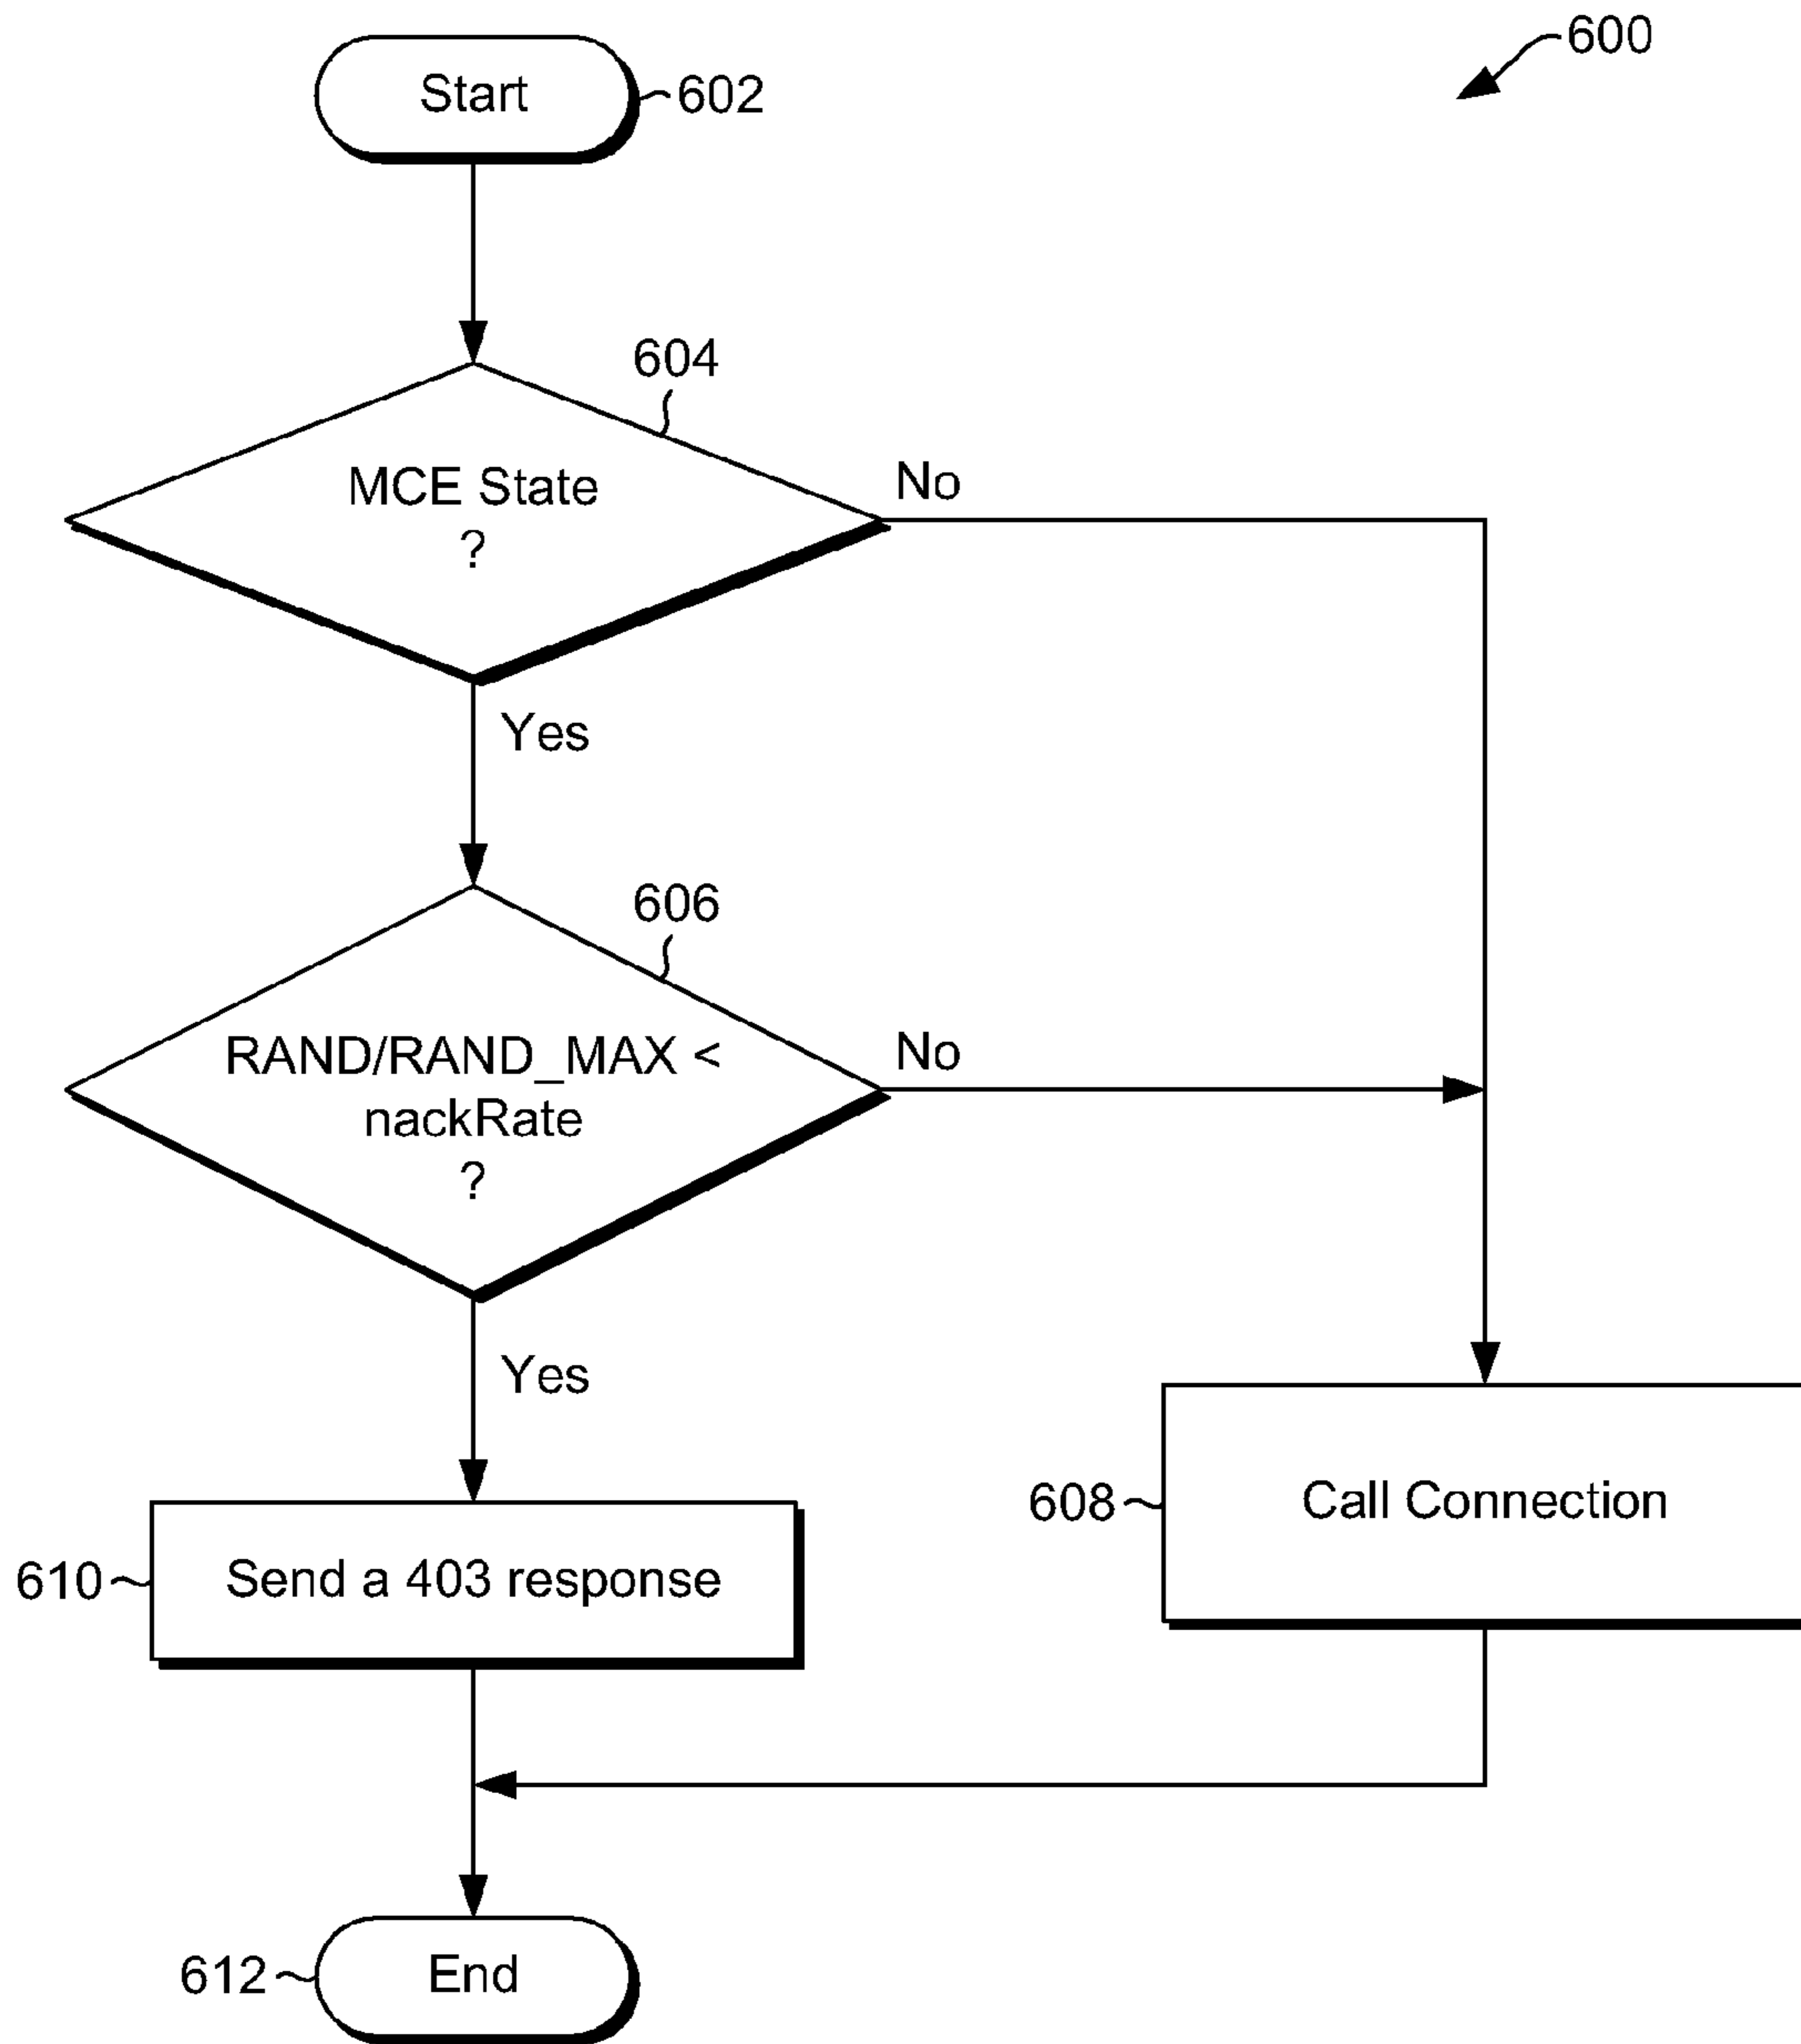 600
Start
602
604
MCE State
?
No
Yes
606
RAND/RAND_MAX <
nackRate
?
No
Yes
608
Call Connection
610
Send a 403 response
612
End